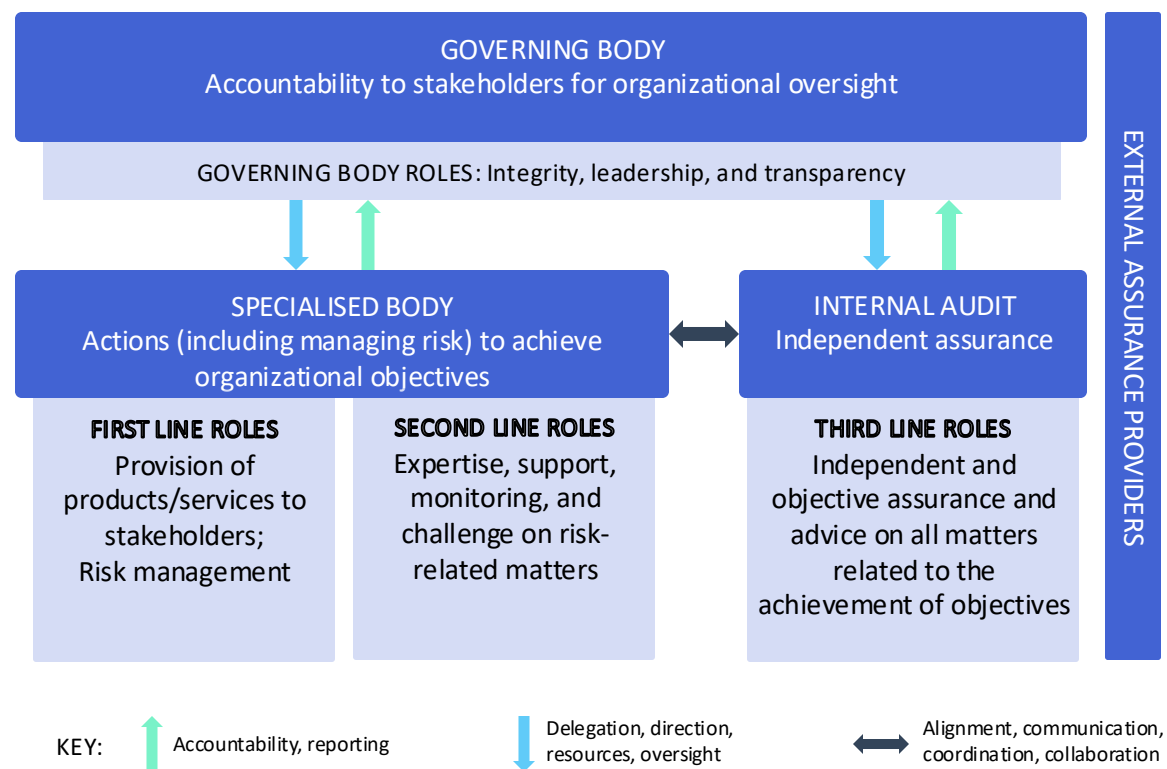 GOVERNING BODY
Accountability to stakeholders for organizational oversight
GOVERNING BODY ROLES: Integrity, leadership, and transparency
SPECIALISED BODY
Actions (including managing risk) to achieve
organizational objectives
INTERNAL AUDIT
Independent assurance
FIRST LINE ROLES
Provision of
products/services to
stakeholders;
Risk management
SECOND LINE ROLES
Expertise, support,
monitoring, and
challenge on risk-
related matters
THIRD LINE ROLES
Independent and
objective assurance and
advice on all matters
related to the
achievement of objectives
EXTERNAL ASSURANCE PROVIDERS
KEY:
Accountability, reporting
Delegation, direction,
resources, oversight
Alignment, communication,
coordination, collaboration